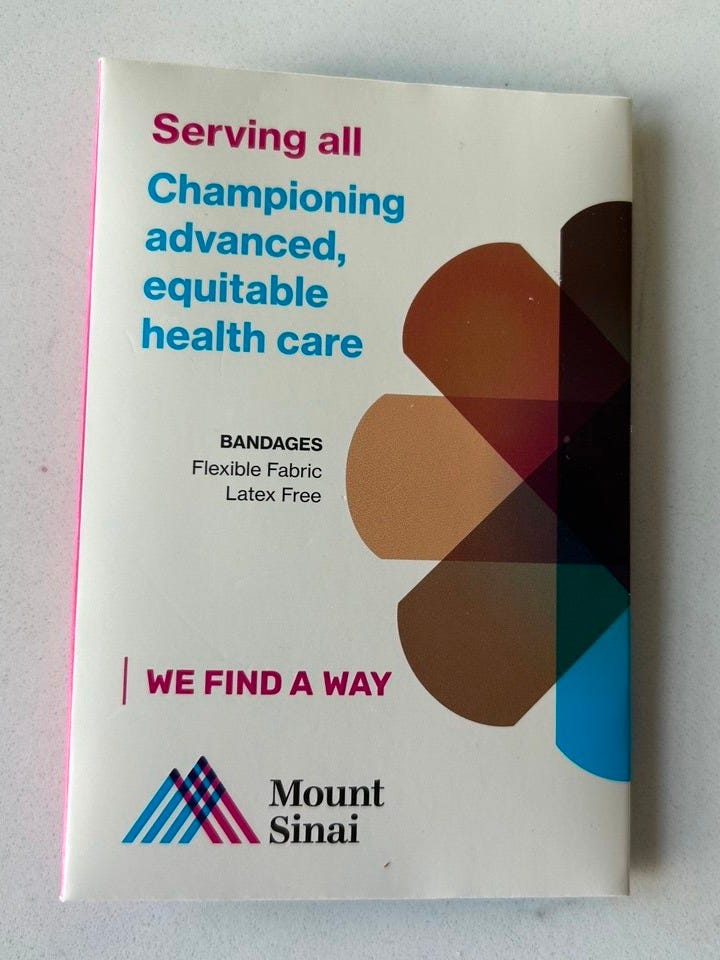 Serving all
Championing
advanced,
equitable
health care
BANDAGES
Flexible Fabric
Latex Free
WE FIND A WAY
Mount
Sinai